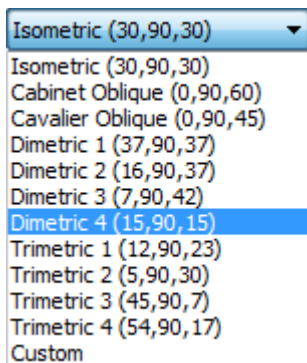 Isometric (30,90,30)
Isometric (30,90,30)
Cabinet Oblique (0,90,60)
Cavalier Oblique (0,90,45)
Dimetric 1 (37,90,37)
Dimetric 2 (16,90,37)
Dimetric 3 (7,90,42)
Dimetric 4 (15,90,15)
Trimetric 1 (12,90,23)
Trimetric 2 (5,90,30)
Trimetric 3 (45,90,7)
Trimetric 4 (54,90,17)
Custom